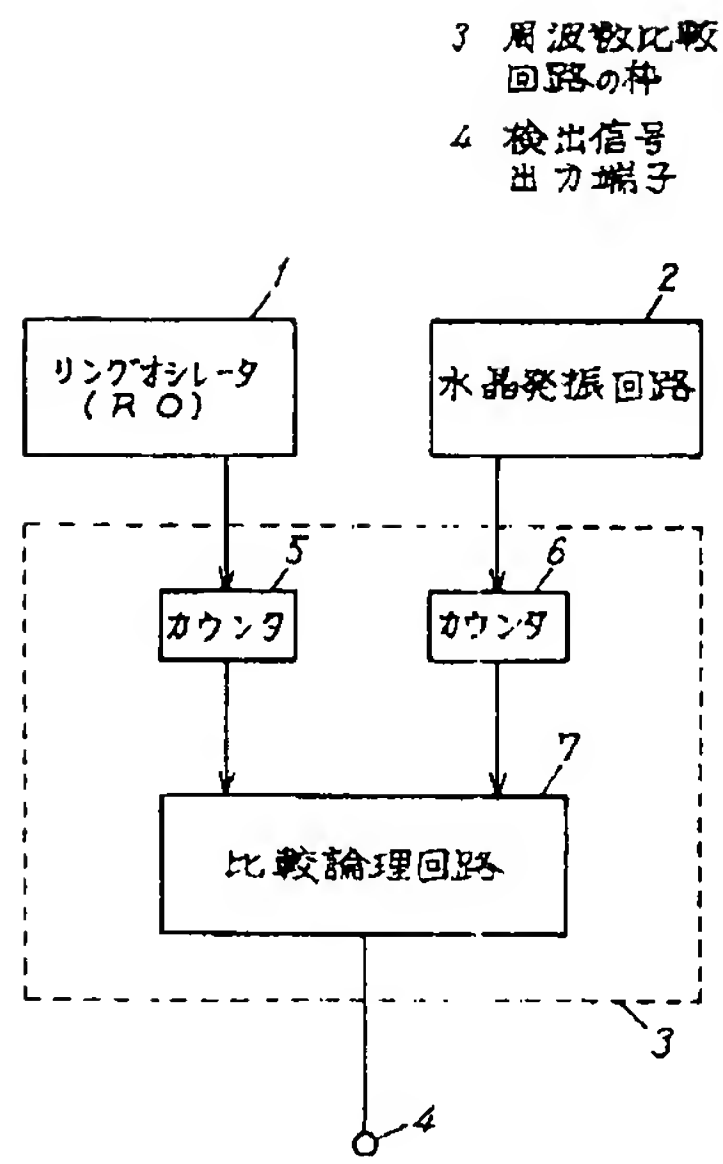 3 周波数比較
回路の枠
4 検出信号
出力端子
1
2
リングオシレータ
(RO)
水晶発振回路
5
6
カウンタ
カウンタ
7
比較論理回路
3
4